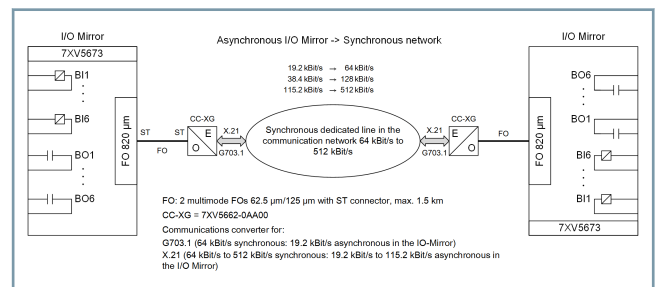 I/O Mirror
Asynchronous I/O Mirror -> Synchronous network
I/O Mirror
7XV5673
19.2 kBit/s → 64 kBit/s
38.4 kBit/s → 128 kBit/s
115.2 kBit/s → 512 kBit/s
BI1
BI6
BO1
BO6
FO 820 µm
ST
FO
ST
CC-XG
E
O
X.21
G703.1
Synchronous dedicated line in the
communication network 64 kBit/s to
512 kBit/s
X.21
G703.1
CC-XG
E
O
FO
FO 820 µm
BO6
BO1
BI6
BI1
7XV5673
FO: 2 multimode FOs 62.5 µm/125 µm with ST connector, max. 1.5 km
CC-XG = 7XV5662-0AA00
Communications converter for:
G703.1 (64 kBit/s synchronous: 19.2 kBit/s asynchronous in the IO-Mirror)
X.21 (64 kBit/s to 512 kBit/s synchronous: 19.2 kBit/s to 115.2 kBit/s asynchronous in
the I/O Mirror)